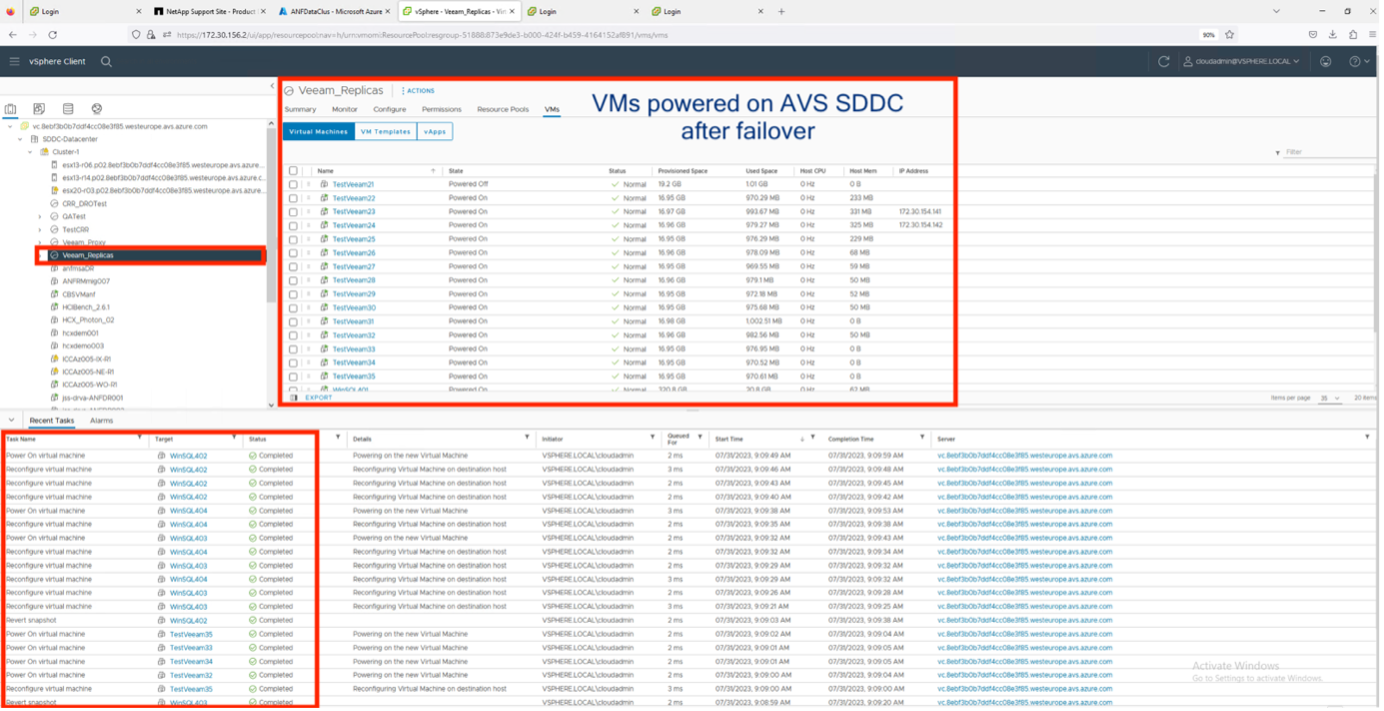 Login
NetApp Support Site - Product
ANFDataClus - Microsoft Azure
vSphere - Veeam_Replicas - Vir
Login
Login
https://172.30.156.2/ui/app/resourcepool;nav=h/urn:vmomi:ResourcePool:resgroup-51888:873e9de3-b000-424f-b459-4164152af891/vms/vms
90%
vSphere Client
cloudadmin@VSPHERE.LOCAL
vc.8ebf3b0b7ddf4cc08e3f85.westeurope.avs.azure.com
SDDC-Datacenter
Cluster-1
esx13-r06.p02.8ebf3b0b7ddf4cc08e3f85.westeurope.avs.azure...
esx13-r14.p02.8ebf3b0b7ddf4cc08e3f85.westeurope.avs.azure.c...
esx20-r03.p02.8ebf3b0b7ddf4cc08e3f85.westeurope.avs.azure...
CRR_DROTest
QATest
TestCRR
Veeam_Proxy
Veeam_Replicas
anfmsaDR
ANFRMmig007
CBSVManf
HCIBench_2.6.1
HCX_Photon_02
hcxdem001
hcxdemo003
ICCAz005-IX-R1
ICCAz005-NE-R1
ICCAz005-WO-R1
jss-drva-ANFDR001
Veeam_Replicas ACTIONS
Summary Monitor Configure Permissions Resource Pools VMs
VMs powered on AVS SDDC
after failover
Virtual Machines VM Templates vApps
Filter
Name State Status Provisioned Space Used Space Host CPU Host Mem IP Address
TestVeeam21 Powered Off Normal 19.2 GB 1.01 GB 0 Hz 0 B
TestVeeam22 Powered On Normal 16.95 GB 970.29 MB 0 Hz 233 MB
TestVeeam23 Powered On Normal 16.97 GB 993.67 MB 0 Hz 331 MB 172.30.154.141
TestVeeam24 Powered On Normal 16.96 GB 979.27 MB 0 Hz 325 MB 172.30.154.142
TestVeeam25 Powered On Normal 16.95 GB 976.29 MB 0 Hz 229 MB
TestVeeam26 Powered On Normal 16.96 GB 978.09 MB 0 Hz 68 MB
TestVeeam27 Powered On Normal 16.95 GB 969.55 MB 0 Hz 59 MB
TestVeeam28 Powered On Normal 16.96 GB 979.1 MB 0 Hz 50 MB
TestVeeam29 Powered On Normal 16.95 GB 972.18 MB 0 Hz 52 MB
TestVeeam30 Powered On Normal 16.95 GB 975.68 MB 0 Hz 50 MB
TestVeeam31 Powered On Normal 16.98 GB 1,002.51 MB 0 Hz 0 B
TestVeeam32 Powered On Normal 16.96 GB 982.56 MB 0 Hz 50 MB
TestVeeam33 Powered On Normal 16.95 GB 976.95 MB 0 Hz 0 B
TestVeeam34 Powered On Normal 16.95 GB 970.52 MB 0 Hz 0 B
TestVeeam35 Powered On Normal 16.95 GB 970.61 MB 0 Hz 0 B
WinSQL401 Powered On Normal 320.8 GB 20.8 GB 0 Hz 62 MB
EXPORT
Items per page 35 20 items
Recent Tasks Alarms
Task Name Target Status Details Initiator Queued For Start Time Completion Time Server
Power On virtual machine WinSQL402 Completed Powering on the new Virtual Machine VSPHERE.LOCAL\cloudadmin 2 ms 07/31/2023, 9:09:49 AM 07/31/2023, 9:09:59 AM vc.8ebf3b0b7ddf4cc08e3f85.westeurope.avs.azure.com
Reconfigure virtual machine WinSQL402 Completed Reconfiguring Virtual Machine on destination host VSPHERE.LOCAL\cloudadmin 3 ms 07/31/2023, 9:09:46 AM 07/31/2023, 9:09:48 AM vc.8ebf3b0b7ddf4cc08e3f85.westeurope.avs.azure.com
Reconfigure virtual machine WinSQL402 Completed Reconfiguring Virtual Machine on destination host VSPHERE.LOCAL\cloudadmin 2 ms 07/31/2023, 9:09:43 AM 07/31/2023, 9:09:45 AM vc.8ebf3b0b7ddf4cc08e3f85.westeurope.avs.azure.com
Reconfigure virtual machine WinSQL402 Completed Reconfiguring Virtual Machine on destination host VSPHERE.LOCAL\cloudadmin 2 ms 07/31/2023, 9:09:40 AM 07/31/2023, 9:09:42 AM vc.8ebf3b0b7ddf4cc08e3f85.westeurope.avs.azure.com
Power On virtual machine WinSQL404 Completed Powering on the new Virtual Machine VSPHERE.LOCAL\cloudadmin 3 ms 07/31/2023, 9:09:38 AM 07/31/2023, 9:09:53 AM vc.8ebf3b0b7ddf4cc08e3f85.westeurope.avs.azure.com
Reconfigure virtual machine WinSQL404 Completed Reconfiguring Virtual Machine on destination host VSPHERE.LOCAL\cloudadmin 2 ms 07/31/2023, 9:09:35 AM 07/31/2023, 9:09:38 AM vc.8ebf3b0b7ddf4cc08e3f85.westeurope.avs.azure.com
Power On virtual machine WinSQL403 Completed Powering on the new Virtual Machine VSPHERE.LOCAL\cloudadmin 2 ms 07/31/2023, 9:09:32 AM 07/31/2023, 9:09:43 AM vc.8ebf3b0b7ddf4cc08e3f85.westeurope.avs.azure.com
Reconfigure virtual machine WinSQL404 Completed Reconfiguring Virtual Machine on destination host VSPHERE.LOCAL\cloudadmin 2 ms 07/31/2023, 9:09:32 AM 07/31/2023, 9:09:34 AM vc.8ebf3b0b7ddf4cc08e3f85.westeurope.avs.azure.com
Reconfigure virtual machine WinSQL403 Completed Reconfiguring Virtual Machine on destination host VSPHERE.LOCAL\cloudadmin 2 ms 07/31/2023, 9:09:29 AM 07/31/2023, 9:09:32 AM vc.8ebf3b0b7ddf4cc08e3f85.westeurope.avs.azure.com
Reconfigure virtual machine WinSQL404 Completed Reconfiguring Virtual Machine on destination host VSPHERE.LOCAL\cloudadmin 3 ms 07/31/2023, 9:09:29 AM 07/31/2023, 9:09:32 AM vc.8ebf3b0b7ddf4cc08e3f85.westeurope.avs.azure.com
Reconfigure virtual machine WinSQL403 Completed Reconfiguring Virtual Machine on destination host VSPHERE.LOCAL\cloudadmin 2 ms 07/31/2023, 9:09:26 AM 07/31/2023, 9:09:28 AM vc.8ebf3b0b7ddf4cc08e3f85.westeurope.avs.azure.com
Reconfigure virtual machine WinSQL403 Completed Reconfiguring Virtual Machine on destination host VSPHERE.LOCAL\cloudadmin 3 ms 07/31/2023, 9:09:21 AM 07/31/2023, 9:09:25 AM vc.8ebf3b0b7ddf4cc08e3f85.westeurope.avs.azure.com
Revert snapshot WinSQL402 Completed VSPHERE.LOCAL\cloudadmin 2 ms 07/31/2023, 9:09:03 AM 07/31/2023, 9:09:38 AM vc.8ebf3b0b7ddf4cc08e3f85.westeurope.avs.azure.com
Power On virtual machine TestVeeam35 Completed Powering on the new Virtual Machine VSPHERE.LOCAL\cloudadmin 2 ms 07/31/2023, 9:09:02 AM 07/31/2023, 9:09:04 AM vc.8ebf3b0b7ddf4cc08e3f85.westeurope.avs.azure.com
Power On virtual machine TestVeeam33 Completed Powering on the new Virtual Machine VSPHERE.LOCAL\cloudadmin 2 ms 07/31/2023, 9:09:01 AM 07/31/2023, 9:09:05 AM vc.8ebf3b0b7ddf4cc08e3f85.westeurope.avs.azure.com
Power On virtual machine TestVeeam34 Completed Powering on the new Virtual Machine VSPHERE.LOCAL\cloudadmin 3 ms 07/31/2023, 9:09:01 AM 07/31/2023, 9:09:05 AM vc.8ebf3b0b7ddf4cc08e3f85.westeurope.avs.azure.com
Power On virtual machine TestVeeam32 Completed Powering on the new Virtual Machine VSPHERE.LOCAL\cloudadmin 2 ms 07/31/2023, 9:09:00 AM 07/31/2023, 9:09:04 AM vc.8ebf3b0b7ddf4cc08e3f85.westeurope.avs.azure.com
Reconfigure virtual machine TestVeeam35 Completed Reconfiguring Virtual Machine on destination host VSPHERE.LOCAL\cloudadmin 2 ms 07/31/2023, 9:09:00 AM 07/31/2023, 9:09:02 AM vc.8ebf3b0b7ddf4cc08e3f85.westeurope.avs.azure.com
Revert snapshot WinSQL403 Completed VSPHERE.LOCAL\cloudadmin 2 ms 07/31/2023, 9:08:59 AM 07/31/2023, 9:09:20 AM vc.8ebf3b0b7ddf4cc08e3f85.westeurope.avs.azure.com
Activate Windows
Go to Settings to activate Windows.